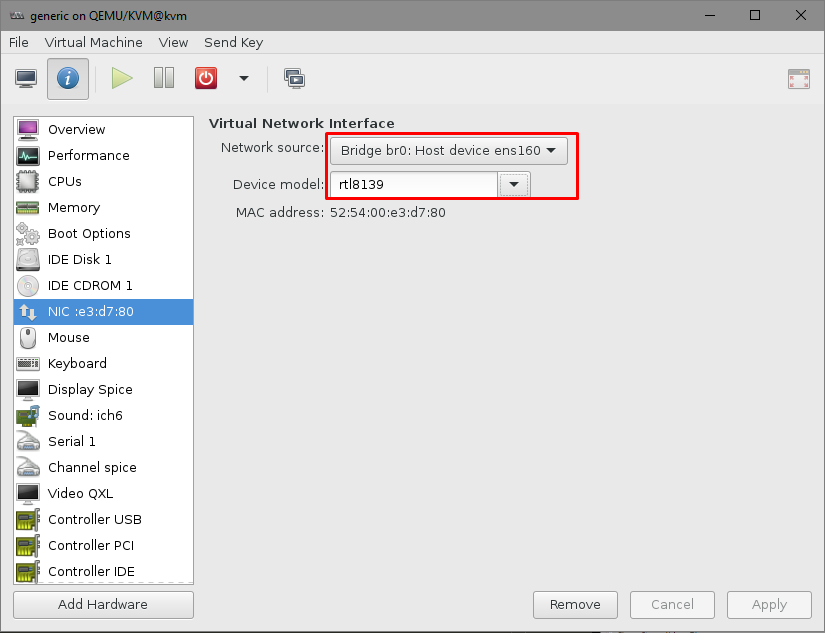 generic on QEMU/KVM@kvm
File Virtual Machine View Send Key
Overview
Performance
CPUs
Memory
Boot Options
IDE Disk 1
IDE CDROM 1
NIC :e3:d7:80
Mouse
Keyboard
Display Spice
Sound: ich6
Serial 1
Channel spice
Video QXL
Controller USB
Controller PCI
Controller IDE
Add Hardware
Virtual Network Interface
Network source: Bridge br0: Host device ens160
Device model: rtl8139
MAC address: 52:54:00:e3:d7:80
Remove Cancel Apply